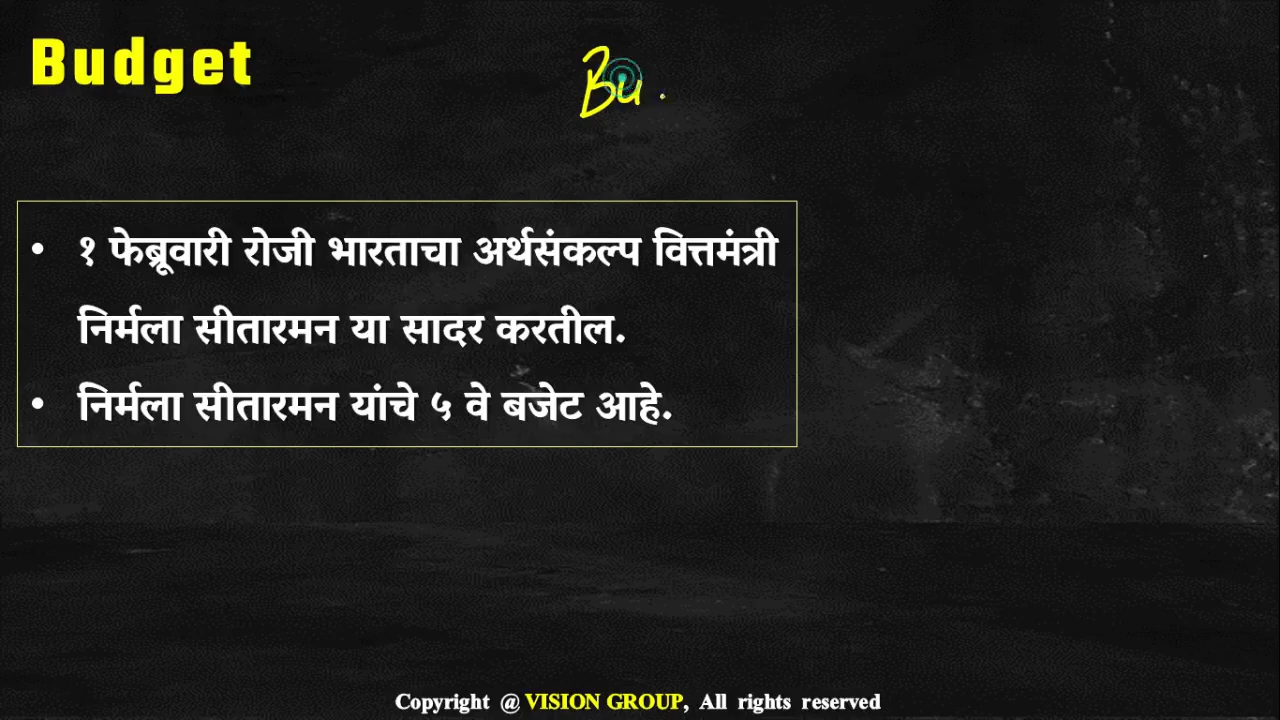 Budget
Bu .
• १ फेब्रूवारी रोजी भारताचा अर्थसंकल्प वित्तमंत्री
निर्मला सीतारमन या सादर करतील.
• निर्मला सीतारमन यांचे ५ वे बजेट आहे.
Copyright @ VISION GROUP, All rights reserved